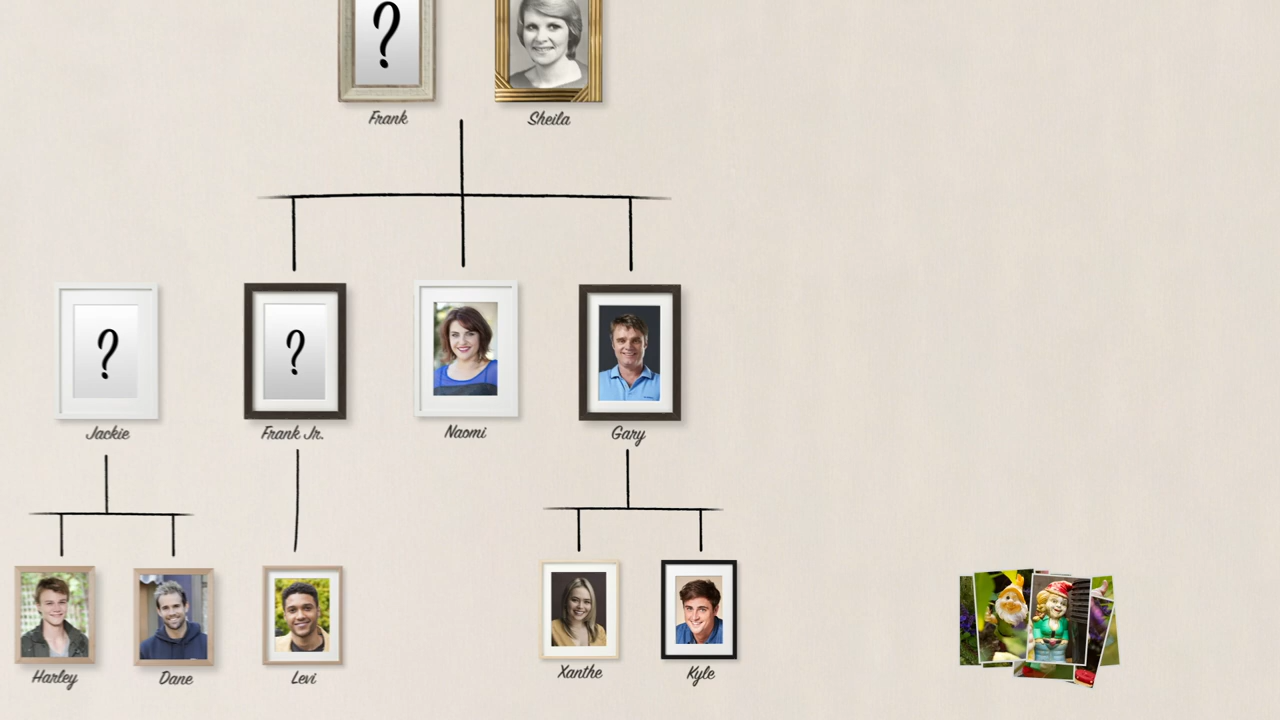 ?
Frank
Sheila
?
?
Jackie
Frank Jr.
Naomi
Gary
Harley
Dane
Levi
Xanthe
Kyle